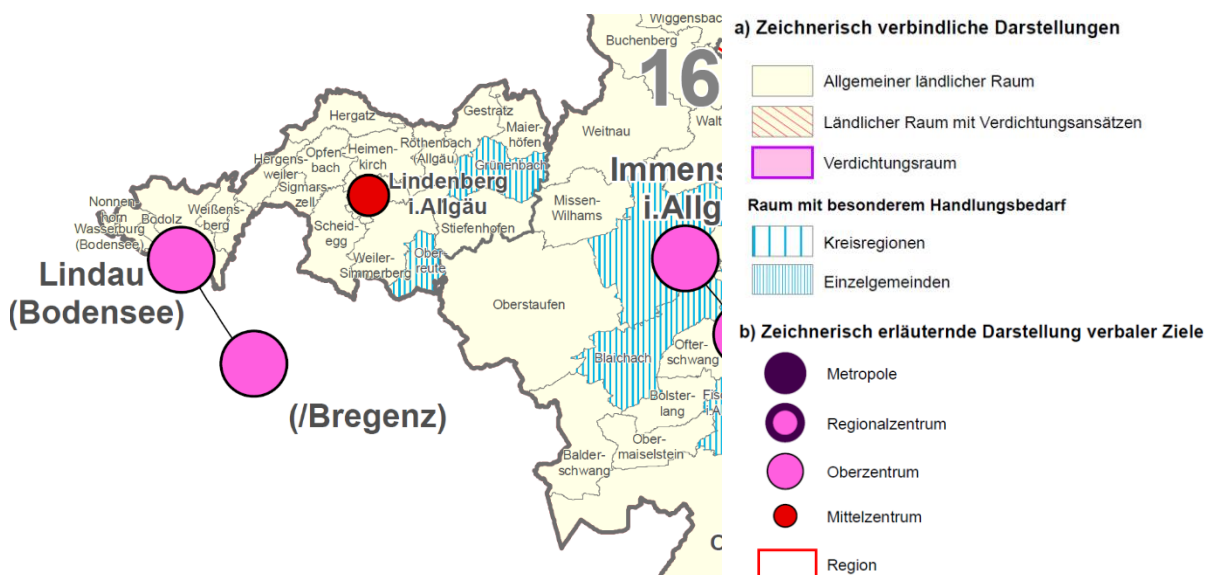 Wiggensbach
Buchenberg
16
Walt
Gestratz
Hergatz
Maier-
höfen
Weitnau
Röthenbach
(Allgäu)
Heimen-
kirch
Opfen-
bach
Grünenbach
Hergens-
weiler
Sigmars-
zell
Immens
i.Allg
Lindenberg
i.Allgäu
Missen-
Wilhams
Nonnen-
horn
Bodolz
Weißens-
berg
Wasserburg
(Bodensee)
Scheid-
egg
Stiefenhofen
Weiler-
Simmerberg
Ober-
reute
Lindau
(Bodensee)
Oberstaufen
Ofter-
schwang
Blaichach
Bolster-
lang
Fisc
i.A
(/Bregenz)
Ober-
maiselstein
Balder-
schwang
a) Zeichnerisch verbindliche Darstellungen
Allgemeiner ländlicher Raum
Ländlicher Raum mit Verdichtungsansätzen
Verdichtungsraum
Raum mit besonderem Handlungsbedarf
Kreisregionen
Einzelgemeinden
b) Zeichnerisch erläuternde Darstellung verbaler Ziele
Metropole
Regionalzentrum
Oberzentrum
Mittelzentrum
Region